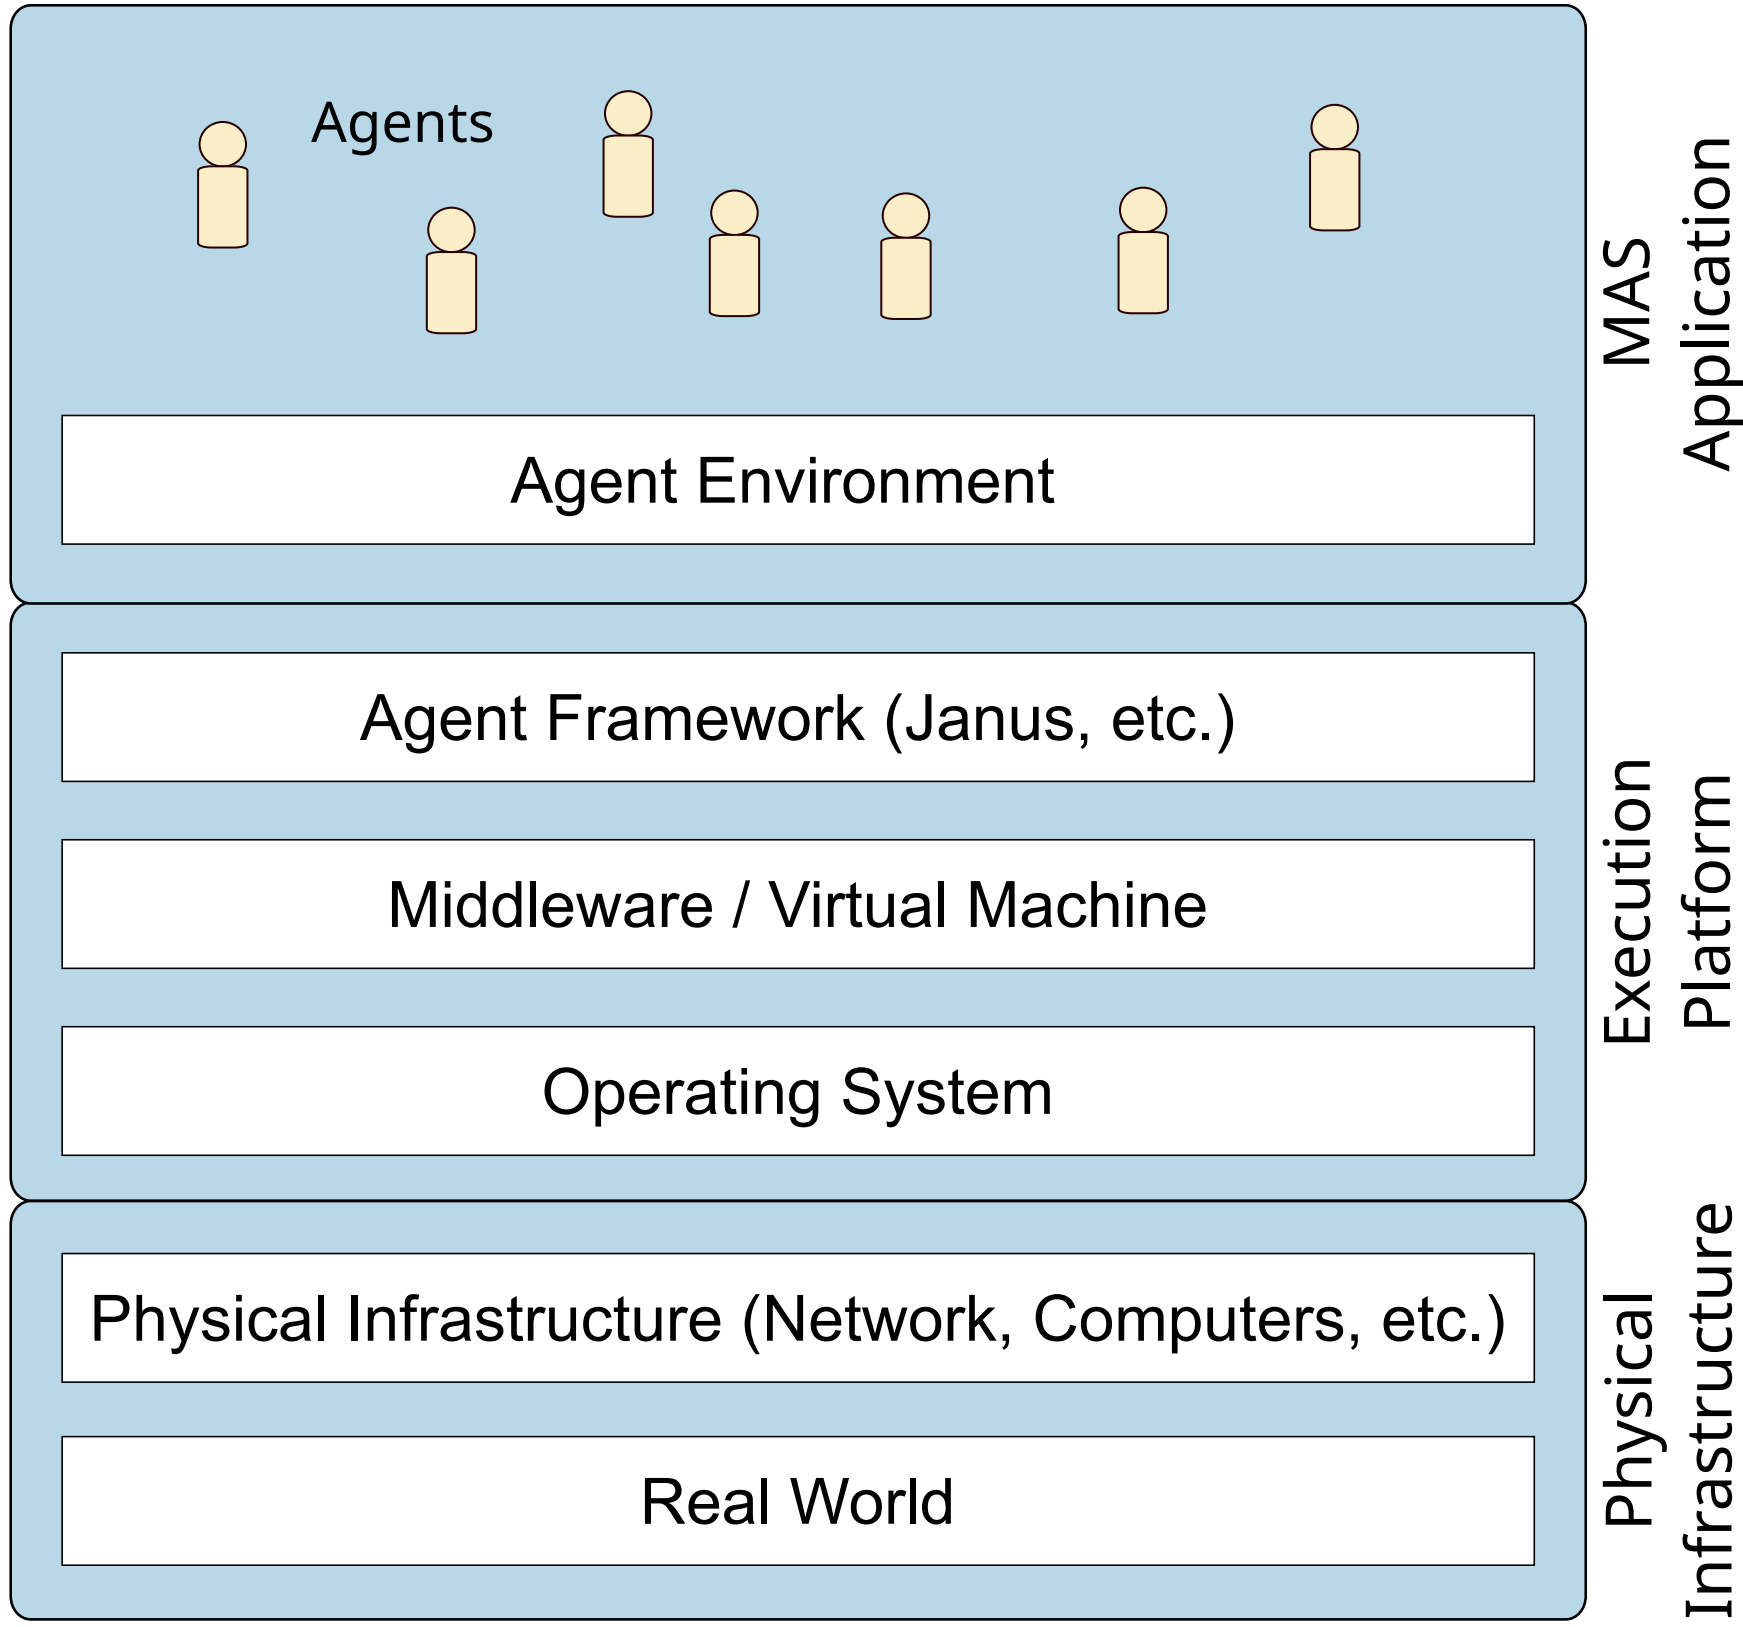 Agents
Agent Environment
MAS
Application
Agent Framework (Janus, etc.)
Middleware / Virtual Machine
Operating System
Execution
Platform
Physical Infrastructure (Network, Computers, etc.)
Real World
Physical
Infrastructure